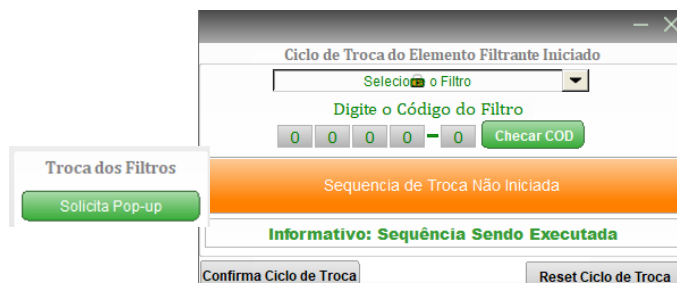 Ciclo de Troca do Elemento Filtrante Iniciado
o Filtro
Digite o Código do Filtro
0 0 0 0 - 0 Checar COD
Troca dos Filtros
Solicita Pop-up
Sequencia de Troca Não Iniciada
Informativo: Sequência Sendo Executada
Confirma Ciclo de Troca Reset Ciclo de Troca